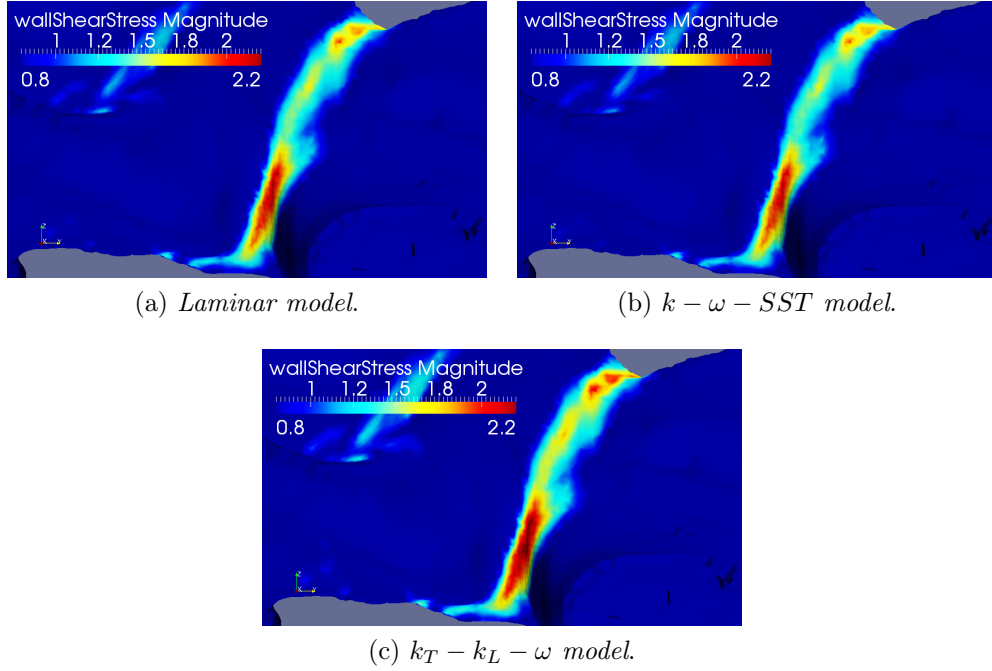 wallShearStress Magnitude
1 1.2 1.5 1.8 2
0.8 2.2
z
x y
(a) Laminar model.
wallShearStress Magnitude
1 1.2 1.5 1.8 2
0.8 2.2
z
x y
(b) k − ω − SST model.
wallShearStress Magnitude
1 1.2 1.5 1.8 2
0.8 2.2
z
x y
(c) k_T − k_L − ω model.